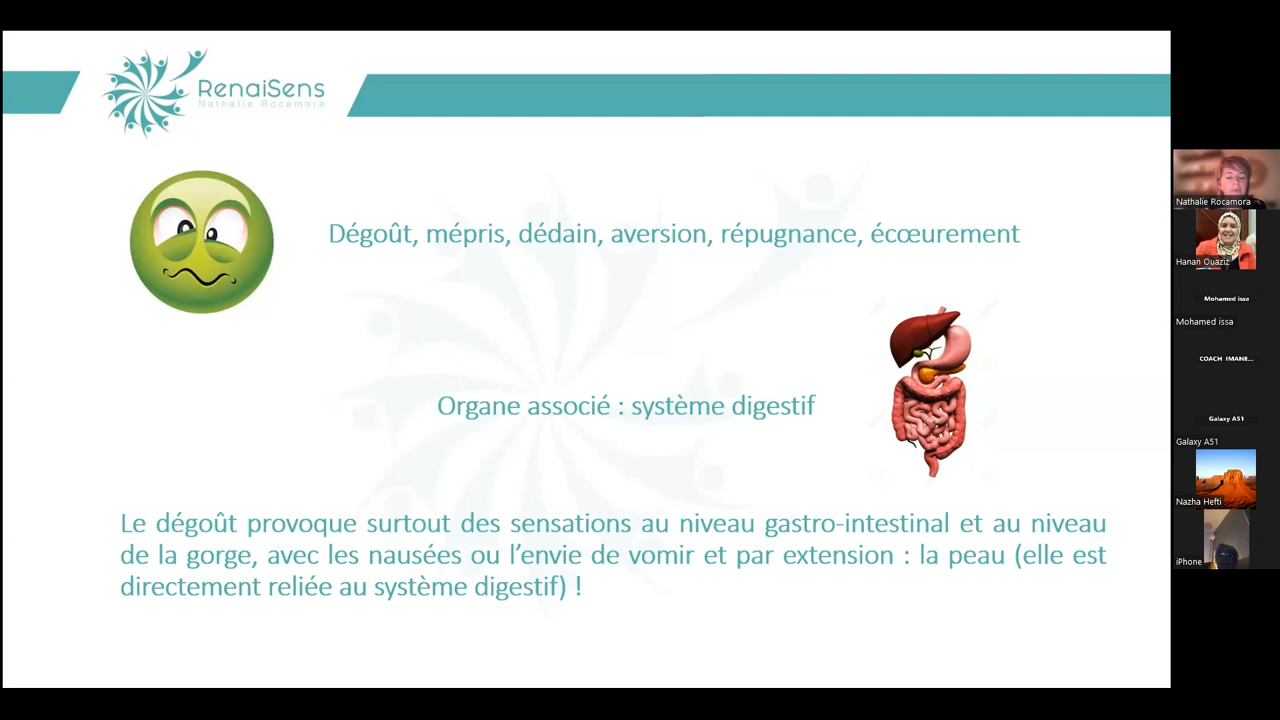 RenaiSens
Nathalie Rocamora
Dégoût, mépris, dédain, aversion, répugnance, écœurement
Organe associé : système digestif
Le dégoût provoque surtout des sensations au niveau gastro-intestinal et au niveau
de la gorge, avec les nausées ou l’envie de vomir et par extension : la peau (elle est
directement reliée au système digestif) !
Nathalie Rocamora
Hanan Ouaziz
Mohamed issa
Mohamed issa
COACH IMANE...
Galaxy A51
Galaxy A51
Nazha Hefti
iPhone